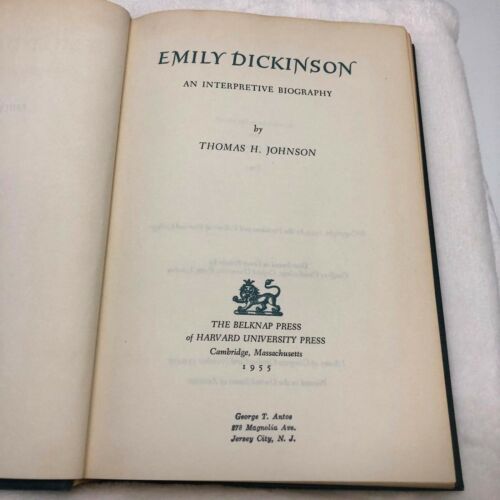 EMILY DICKINSON
AN INTERPRETIVE BIOGRAPHY
by
THOMAS H. JOHNSON
THE BELKNAP PRESS
of HARVARD UNIVERSITY PRESS
Cambridge, Massachusetts
1955
George T. Antos
278 Magnolia Ave.
Jersey City, N. J.